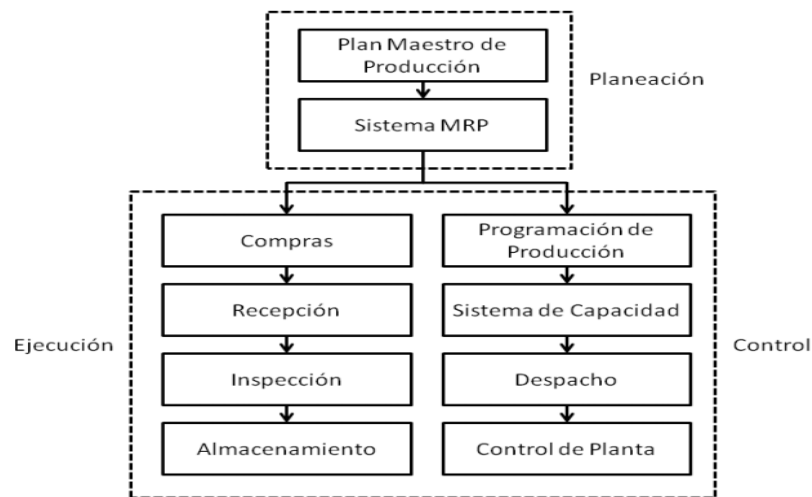 Plan Maestro de
Producción
Planeación
Sistema MRP
Compras
Programación de
Producción
Recepción
Sistema de Capacidad
Ejecución
Control
Inspección
Despacho
Almacenamiento
Control de Planta